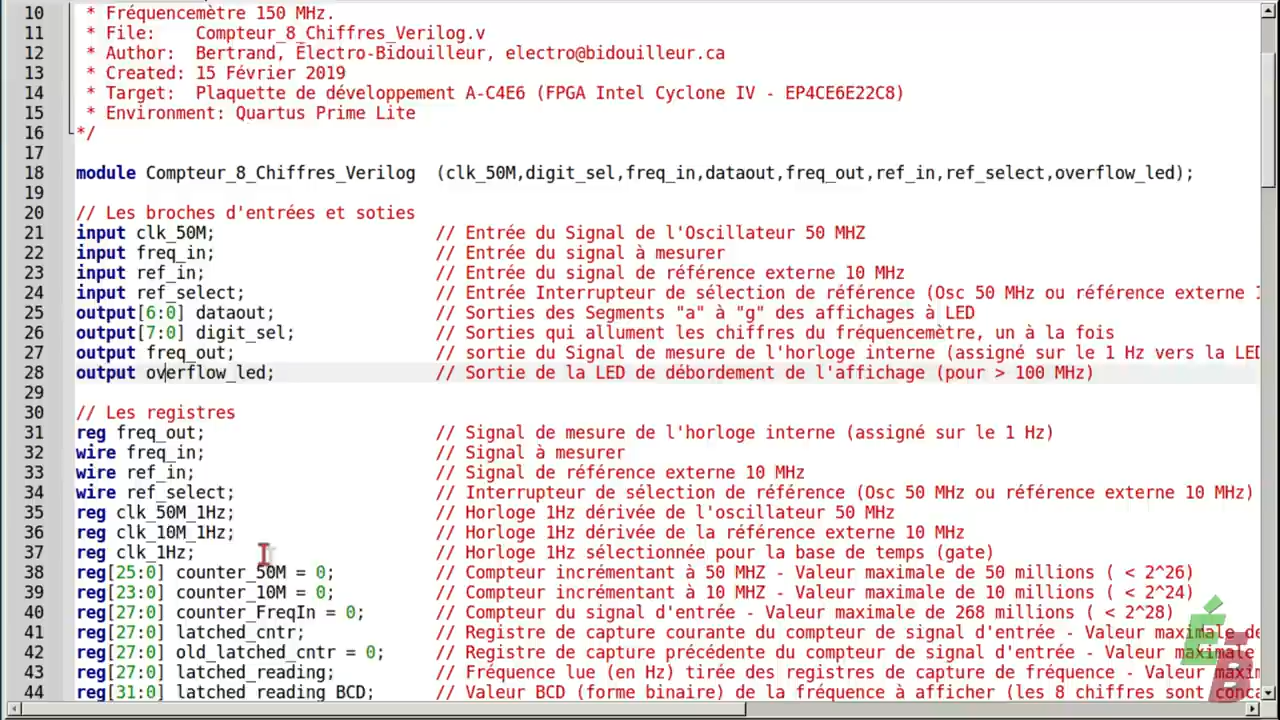 10 * Fréquencemètre 150 MHz.
11 * File:    Compteur_8_Chiffres_Verilog.v
12 * Author:  Bertrand, Électro-Bidouilleur, electro@bidouilleur.ca
13 * Created: 15 Février 2019
14 * Target:  Plaquette de développement A-C4E6 (FPGA Intel Cyclone IV - EP4CE6E22C8)
15 * Environment: Quartus Prime Lite
16 */
17
18 module Compteur_8_Chiffres_Verilog  (clk_50M,digit_sel,freq_in,dataout,freq_out,ref_in,ref_select,overflow_led);
19
20 // Les broches d'entrées et soties
21 input clk_50M; // Entrée du Signal de l'Oscillateur 50 MHZ
22 input freq_in; // Entrée du signal à mesurer
23 input ref_in; // Entrée du signal de référence externe 10 MHz
24 input ref_select; // Entrée Interrupteur de sélection de référence (Osc 50 MHz ou référence externe 1
25 output[6:0] dataout; // Sorties des Segments "a" à "g" des affichages à LED
26 output[7:0] digit_sel; // Sorties qui allument les chiffres du fréquencemètre, un à la fois
27 output freq_out; // sortie du Signal de mesure de l'horloge interne (assigné sur le 1 Hz vers la LED
28 output overflow_led; // Sortie de la LED de débordement de l'affichage (pour > 100 MHz)
29
30 // Les registres
31 reg freq_out; // Signal de mesure de l'horloge interne (assigné sur le 1 Hz)
32 wire freq_in; // Signal à mesurer
33 wire ref_in; // Signal de référence externe 10 MHz
34 wire ref_select; // Interrupteur de sélection de référence (Osc 50 MHz ou référence externe 10 MHz)
35 reg clk_50M_1Hz; // Horloge 1Hz dérivée de l'oscillateur 50 MHz
36 reg clk_10M_1Hz; // Horloge 1Hz dérivée de la référence externe 10 MHz
37 reg clk_1Hz; // Horloge 1Hz sélectionnée pour la base de temps (gate)
38 reg[25:0] counter_50M = 0; // Compteur incrémentant à 50 MHZ - Valeur maximale de 50 millions ( < 2^26)
39 reg[23:0] counter_10M = 0; // Compteur incrémentant à 10 MHZ - Valeur maximale de 10 millions ( < 2^24)
40 reg[27:0] counter_FreqIn = 0; // Compteur du signal d'entrée - Valeur maximale de 268 millions ( < 2^28)
41 reg[27:0] latched_cntr; // Registre de capture courante du compteur de signal d'entrée - Valeur maximale de
42 reg[27:0] old_latched_cntr = 0; // Registre de capture précédente du compteur de signal d'entrée - Valeur maximale
43 reg[27:0] latched_reading; // Fréquence lue (en Hz) tirée des registres de capture de fréquence - Valeur maxim
44 reg[31:0] latched_reading_BCD; // Valeur BCD (forme binaire) de la fréquence à afficher (les 8 chiffres sont conca
ÉB